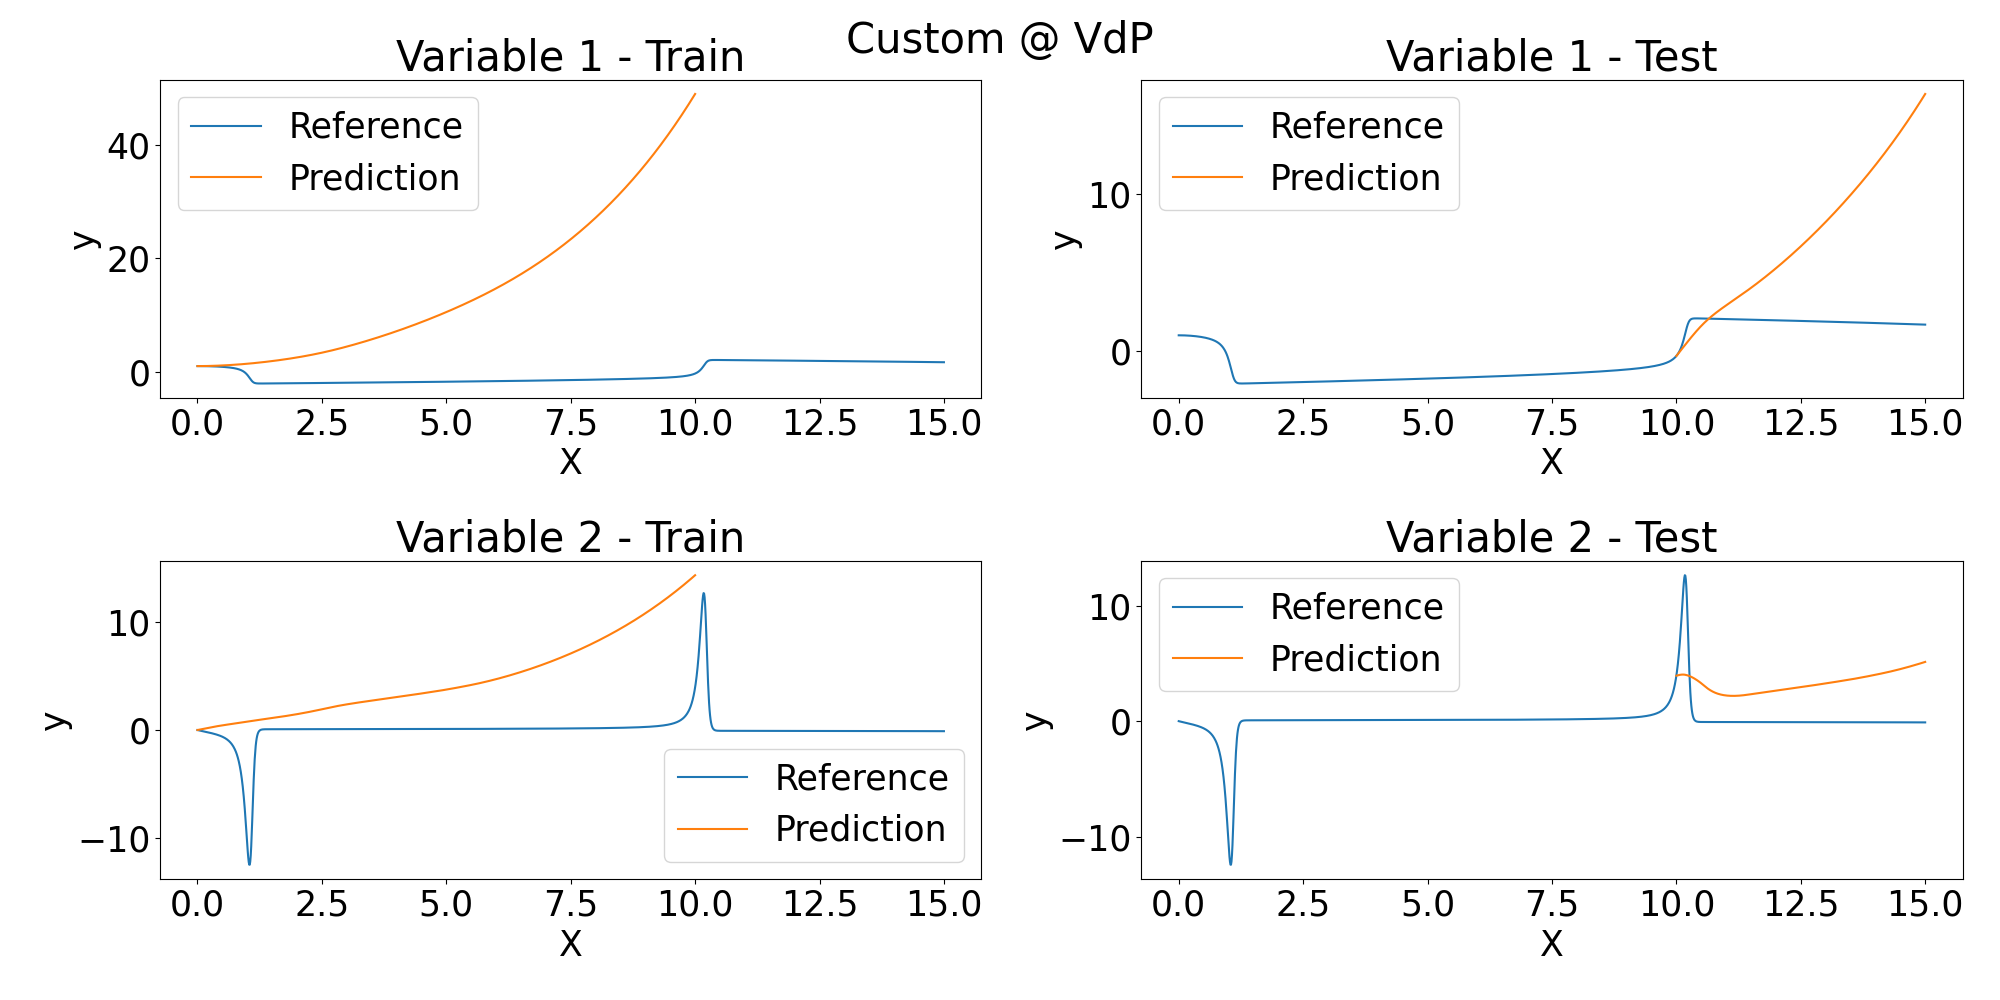 Custom @ VdP
Variable 1 - Train
Reference
Prediction
40
20
0
y
0.0 2.5 5.0 7.5 10.0 12.5 15.0
X
Variable 1 - Test
Reference
Prediction
10
0
y
0.0 2.5 5.0 7.5 10.0 12.5 15.0
X
Variable 2 - Train
10
0
−10
y
Reference
Prediction
0.0 2.5 5.0 7.5 10.0 12.5 15.0
X
Variable 2 - Test
Reference
Prediction
10
0
−10
y
0.0 2.5 5.0 7.5 10.0 12.5 15.0
X